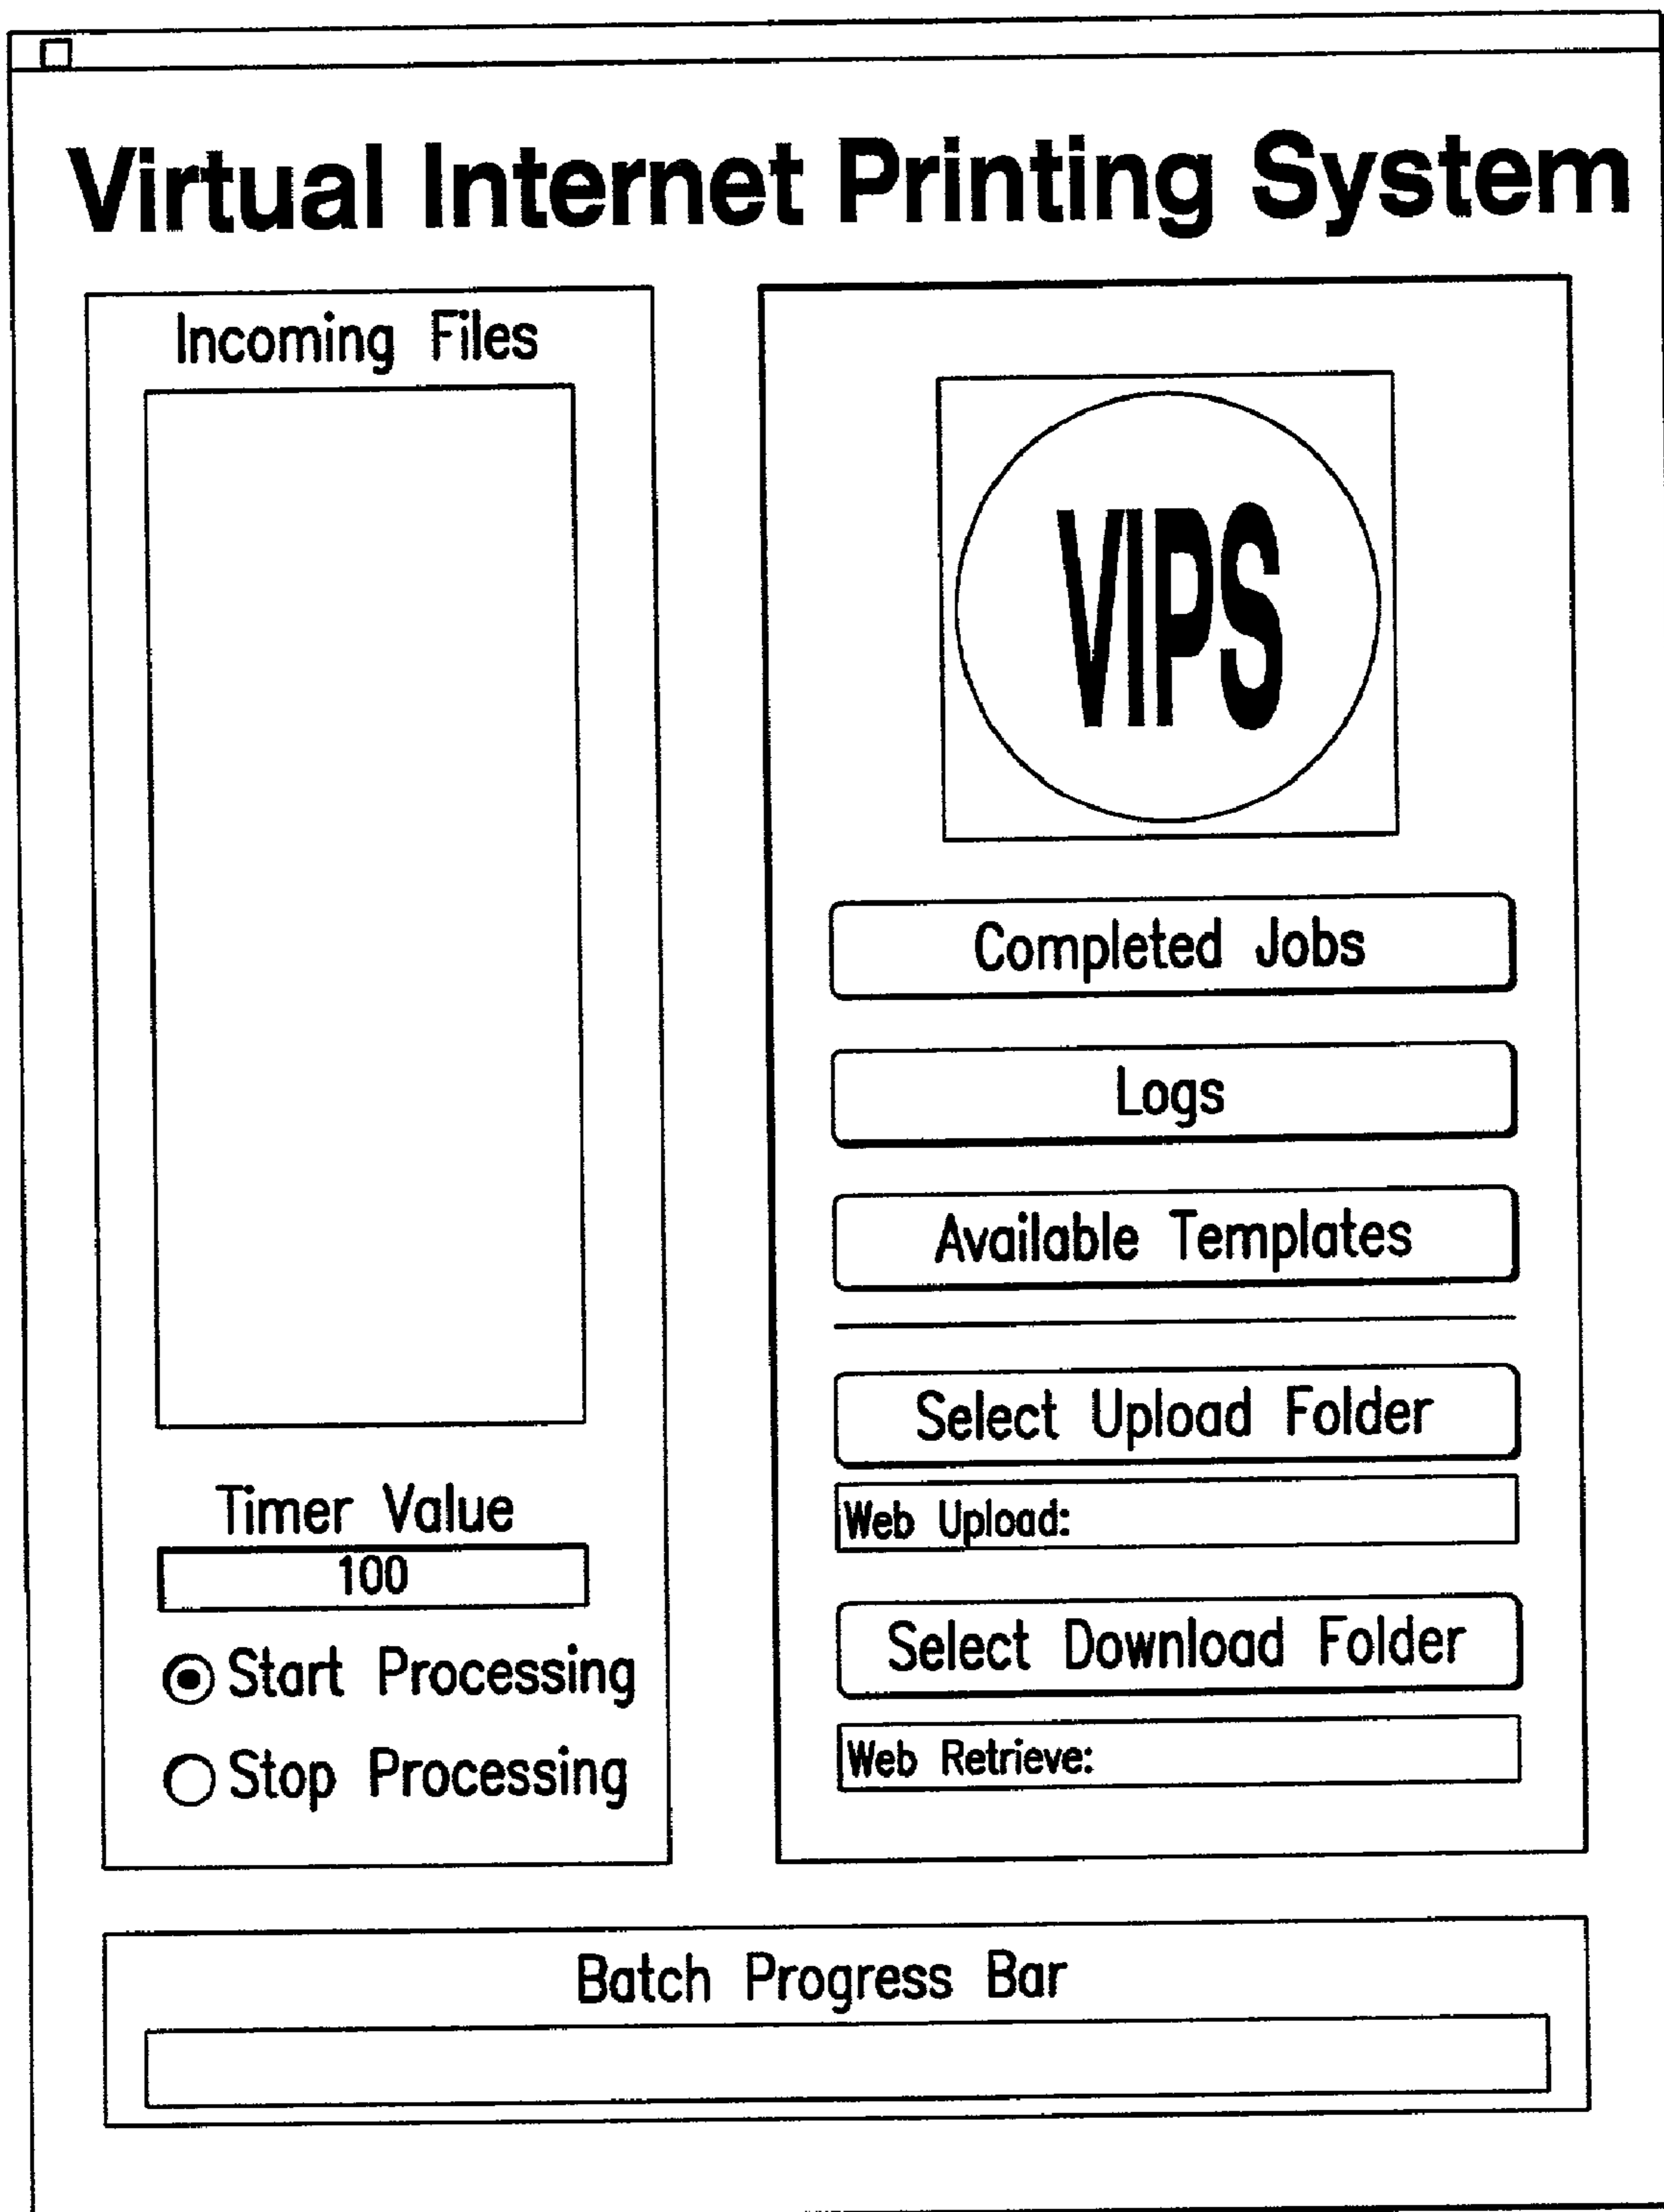 Virtual Internet Printing System
Incoming Files
Timer Value
100
Start Processing
Stop Processing
VIPS
Completed Jobs
Logs
Available Templates
Select Upload Folder
Web Upload:
Select Download Folder
Web Retrieve:
Batch Progress Bar